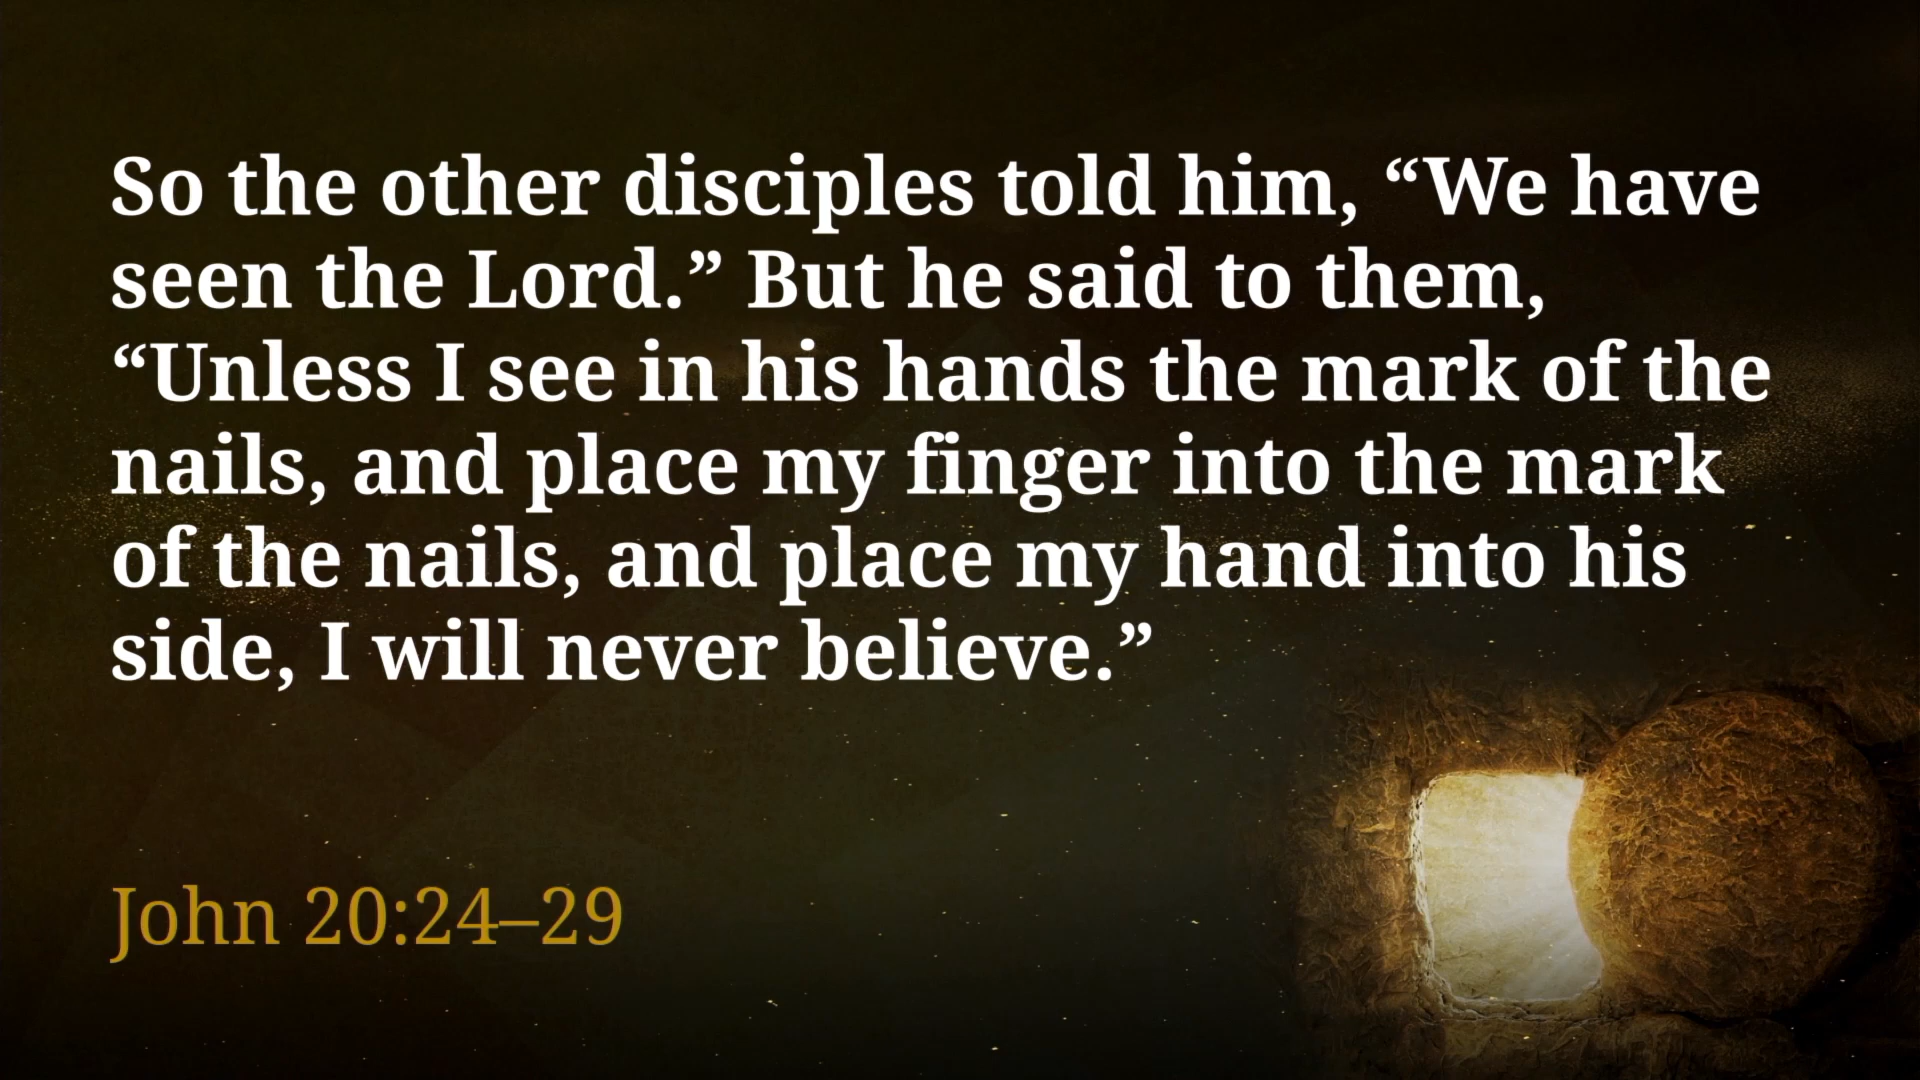 So the other disciples told him, “We have
seen the Lord.” But he said to them,
“Unless I see in his hands the mark of the
nails, and place my finger into the mark
of the nails, and place my hand into his
side, I will never believe.”
John 20:24–29